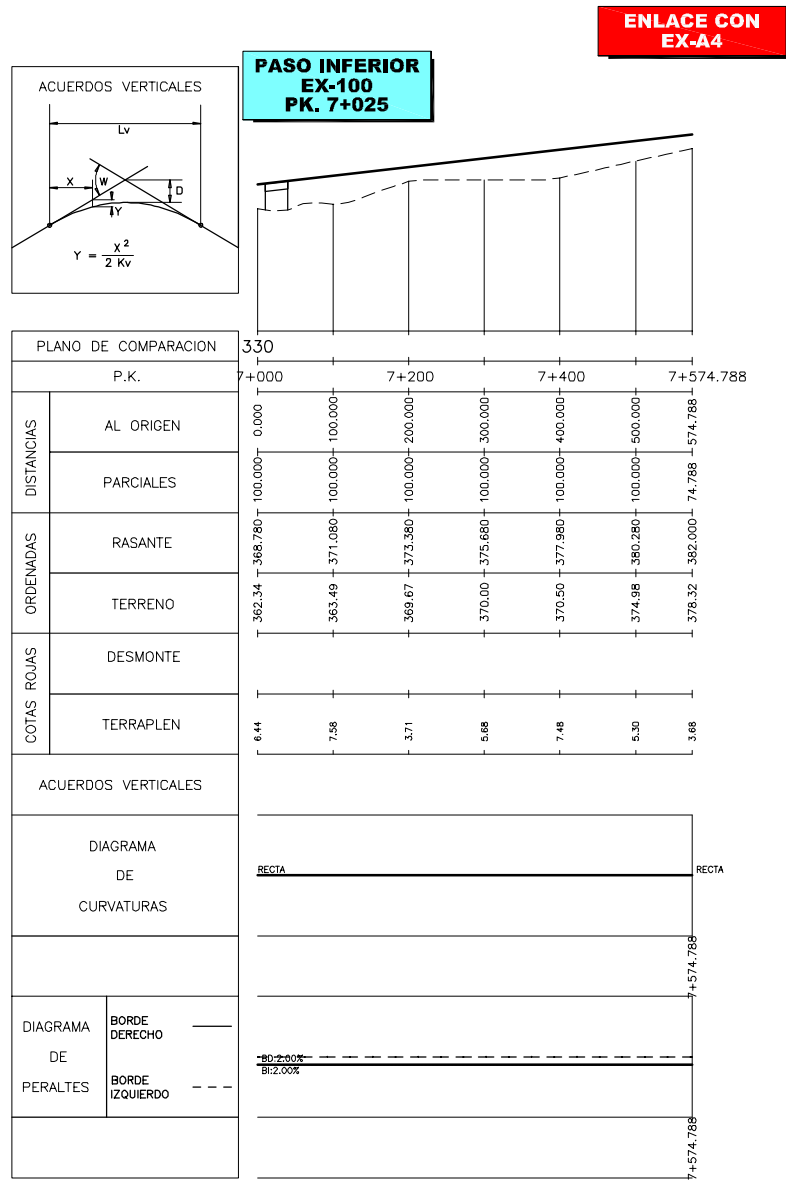 ENLACE CON
EX-A4
PASO INFERIOR
EX-100
PK. 7+025
ACUERDOS VERTICALES
Lv
X
W
D
Y
Y = X 2
2 Kv
PLANO DE COMPARACION 330
P.K. 7+000 7+200 7+400 7+574.788
DISTANCIAS
AL ORIGEN 0.000 100.000 200.000 300.000 400.000 500.000 574.788
PARCIALES 100.000 100.000 100.000 100.000 100.000 100.000 74.788
ORDENADAS
RASANTE 368.780 371.080 373.380 375.680 377.980 380.280 382.000
TERRENO 362.34 363.49 369.67 370.00 370.50 374.98 378.32
COTAS ROJAS
DESMONTE
TERRAPLEN 6.44 7.58 3.71 5.68 7.48 5.30 3.68
ACUERDOS VERTICALES
DIAGRAMA
DE
CURVATURAS
RECTA
RECTA
7+574.788
DIAGRAMA
DE
PERALTES
BORDE
DERECHO
BORDE
IZQUIERDO
BD:2.00%
BI:2.00%
7+574.788